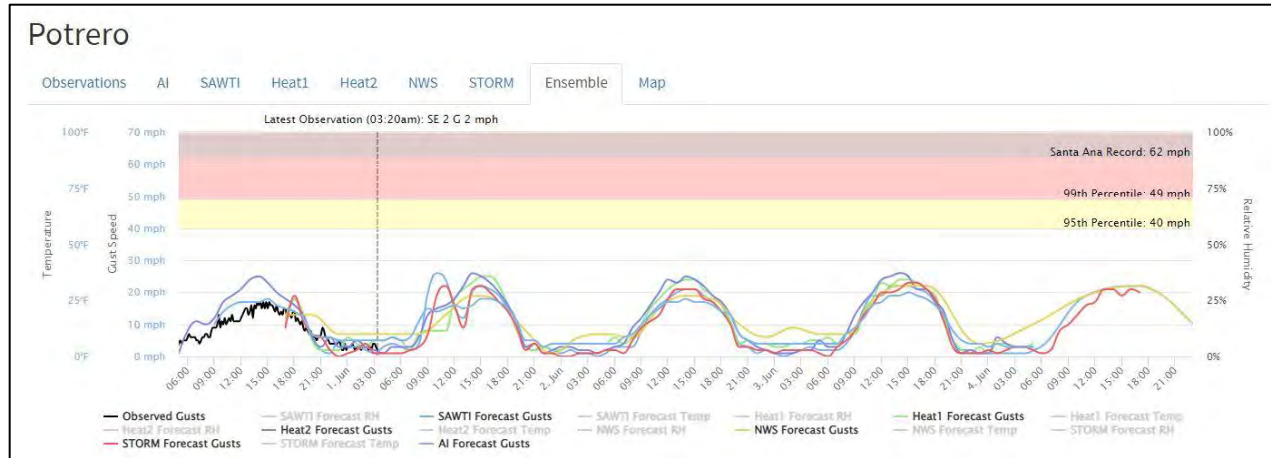 Potrero
Observations AI SAWTI Heat1 Heat2 NWS STORM Ensemble Map
Latest Observation (03:20am): SE 2 G 2 mph
100°F 70 mph 100%
Santa Ana Record: 62 mph
60 mph
75°F 50 mph 99th Percentile: 49 mph 75%
40 mph 95th Percentile: 40 mph
50°F 30 mph 50%
25°F 20 mph 25%
10 mph
0°F 0 mph 0%
Temperature
Gust Speed
Relative Humidity
06:00 09:00 12:00 15:00 18:00 21:00 1. Jun 03:00 06:00 09:00 12:00 15:00 18:00 21:00 2. Jun 03:00 06:00 09:00 12:00 15:00 18:00 21:00 3. Jun 03:00 06:00 09:00 12:00 15:00 18:00 21:00 4. Jun 03:00 06:00 09:00 12:00 15:00 18:00 21:00
Observed Gusts SAWTI Forecast RH SAWTI Forecast Gusts SAWTI Forecast Temp Heat1 Forecast RH Heat1 Forecast Gusts Heat1 Forecast Temp
Heat2 Forecast RH Heat2 Forecast Gusts Heat2 Forecast Temp NWS Forecast RH NWS Forecast Gusts NWS Forecast Temp STORM Forecast RH
STORM Forecast Gusts STORM Forecast Temp AI Forecast Gusts